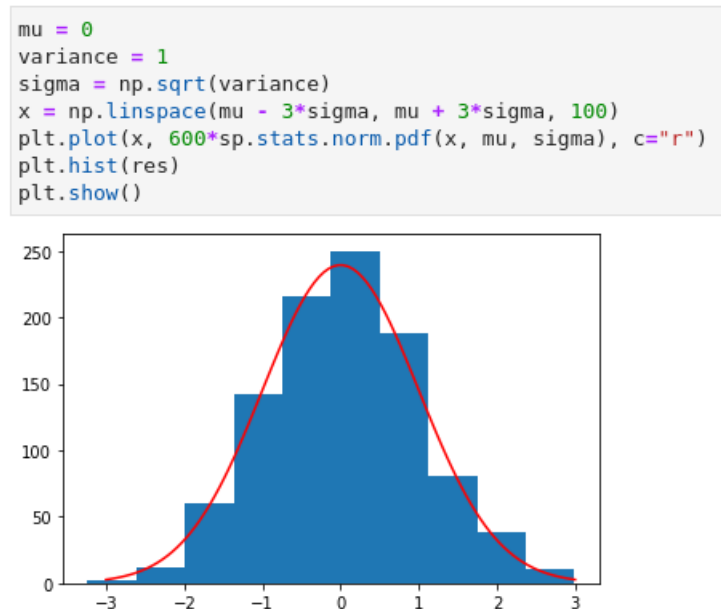 mu = 0
variance = 1
sigma = np.sqrt(variance)
x = np.linspace(mu - 3*sigma, mu + 3*sigma, 100)
plt.plot(x, 600*sp.stats.norm.pdf(x, mu, sigma), c="r")
plt.hist(res)
plt.show()
250
200
150
100
50
0
−3 −2 −1 0 1 2 3